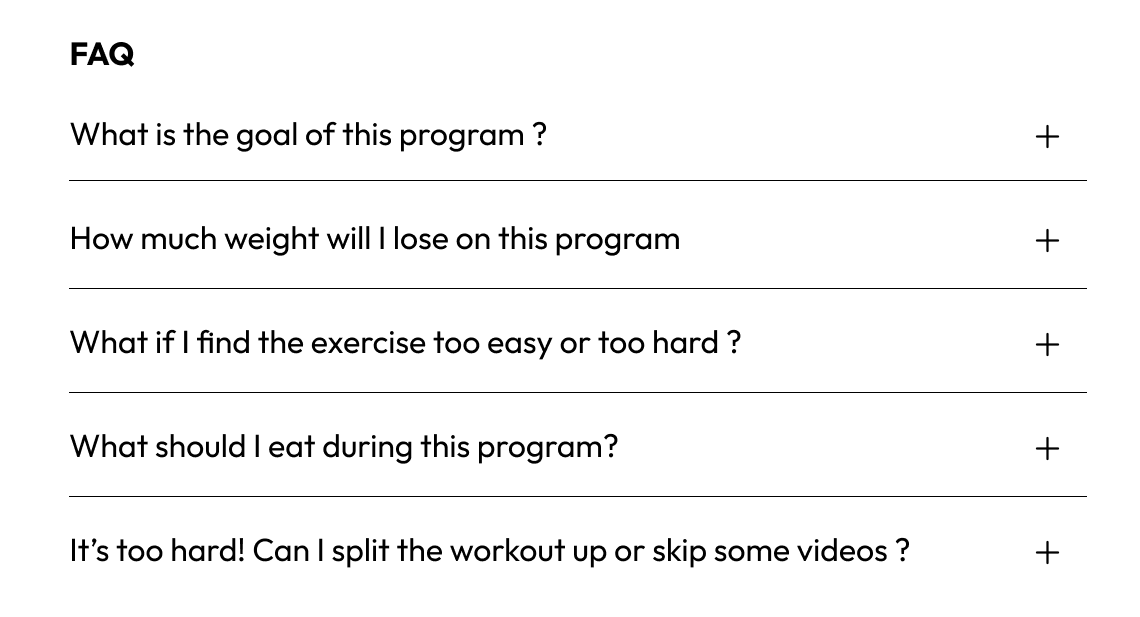 FAQ
What is the goal of this program ?
How much weight will I lose on this program
What if I find the exercise too easy or too hard ?
What should I eat during this program?
It’s too hard! Can I split the workout up or skip some videos ?